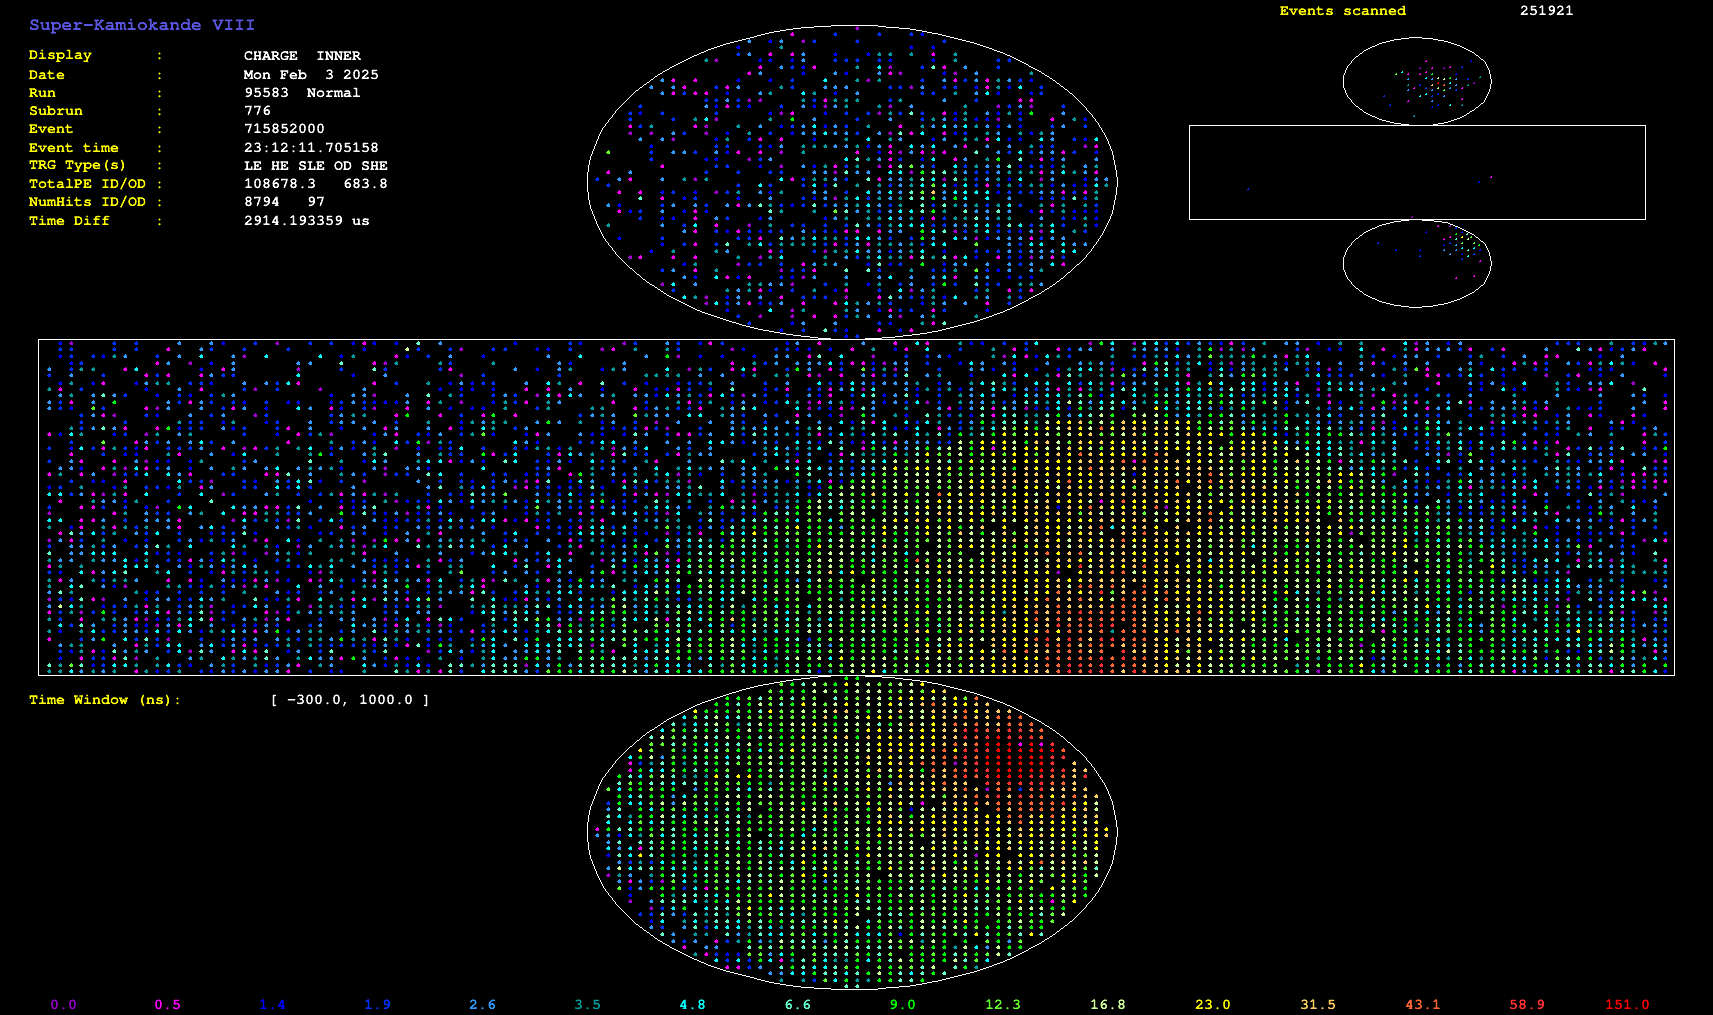 Super-Kamiokande VIII
Events scanned 251921
Display : CHARGE INNER
Date : Mon Feb 3 2025
Run : 95583 Normal
Subrun : 776
Event : 715852000
Event time : 23:12:11.705158
TRG Type(s) : LE HE SLE OD SHE
TotalPE ID/OD : 108678.3 683.8
NumHits ID/OD : 8794 97
Time Diff : 2914.193359 us
Time Window (ns): [ -300.0, 1000.0 ]
0.0 0.5 1.4 1.9 2.6 3.5 4.8 6.6 9.0 12.3 16.8 23.0 31.5 43.1 58.9 151.0